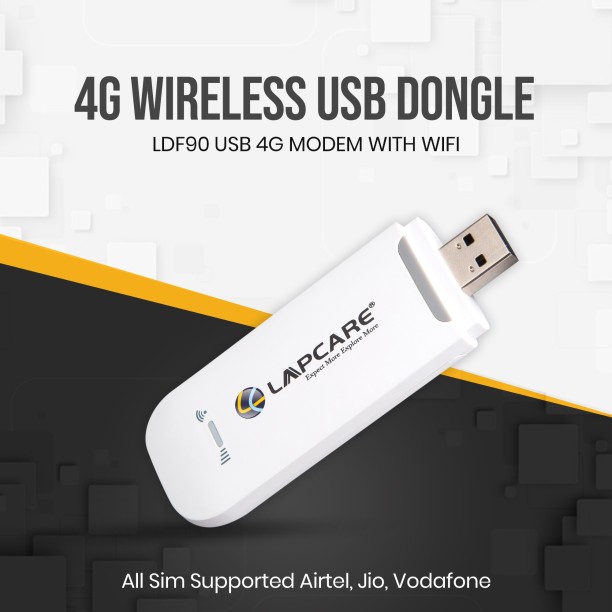 4G WIRELESS USB DONGLE
LDF90 USB 4G MODEM WITH WIFI
LAPCARE®
Expect More Explore More
All Sim Supported Airtel, Jio, Vodafone